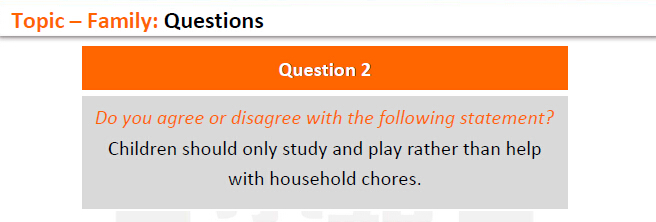 Topic – Family: Questions
Question 2
Do you agree or disagree with the following statement?
Children should only study and play rather than help
with household chores.